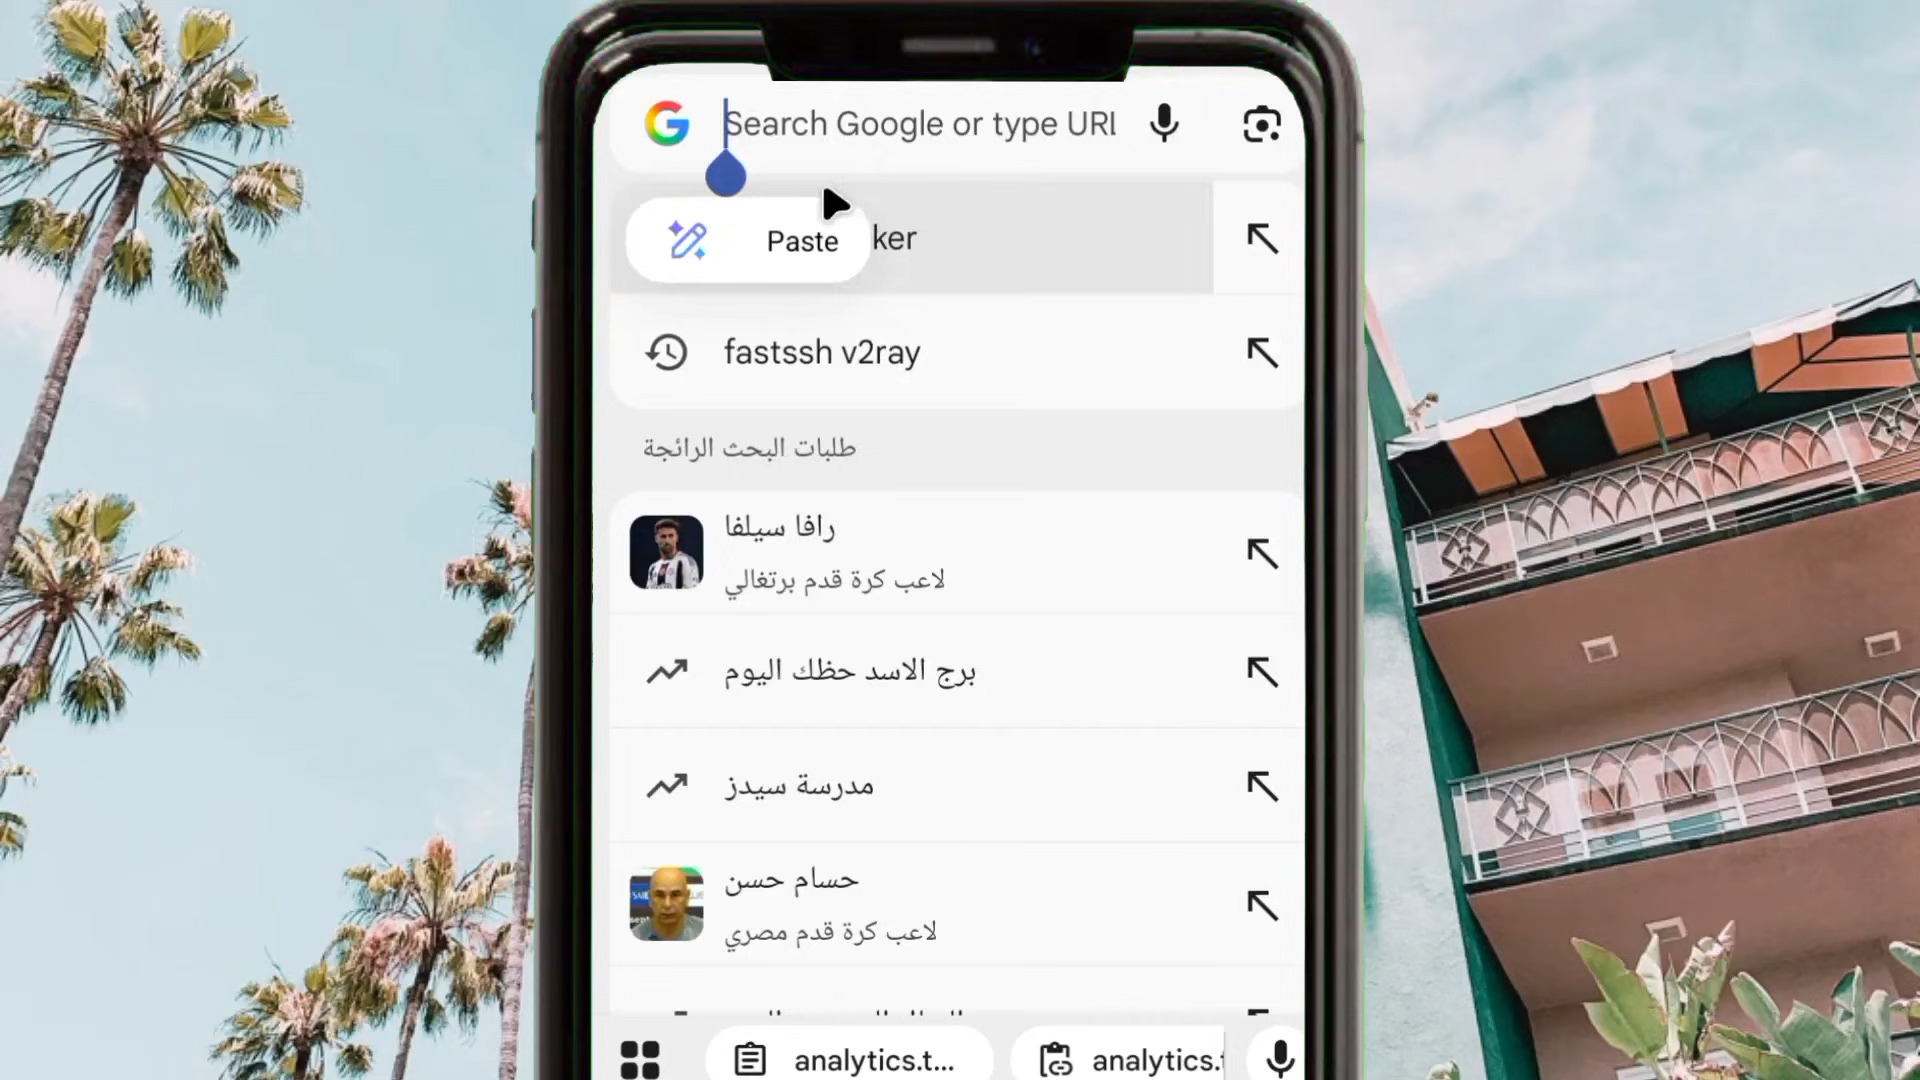 Search Google or type URL
Paste
ker
fastssh v2ray
طلبات البحث الرائجة
رافا سيلفا
لاعب كرة قدم برتغالي
برج الاسد حظك اليوم
مدرسة سيدز
حسام حسن
لاعب كرة قدم مصري
analytics.t...
analytics.